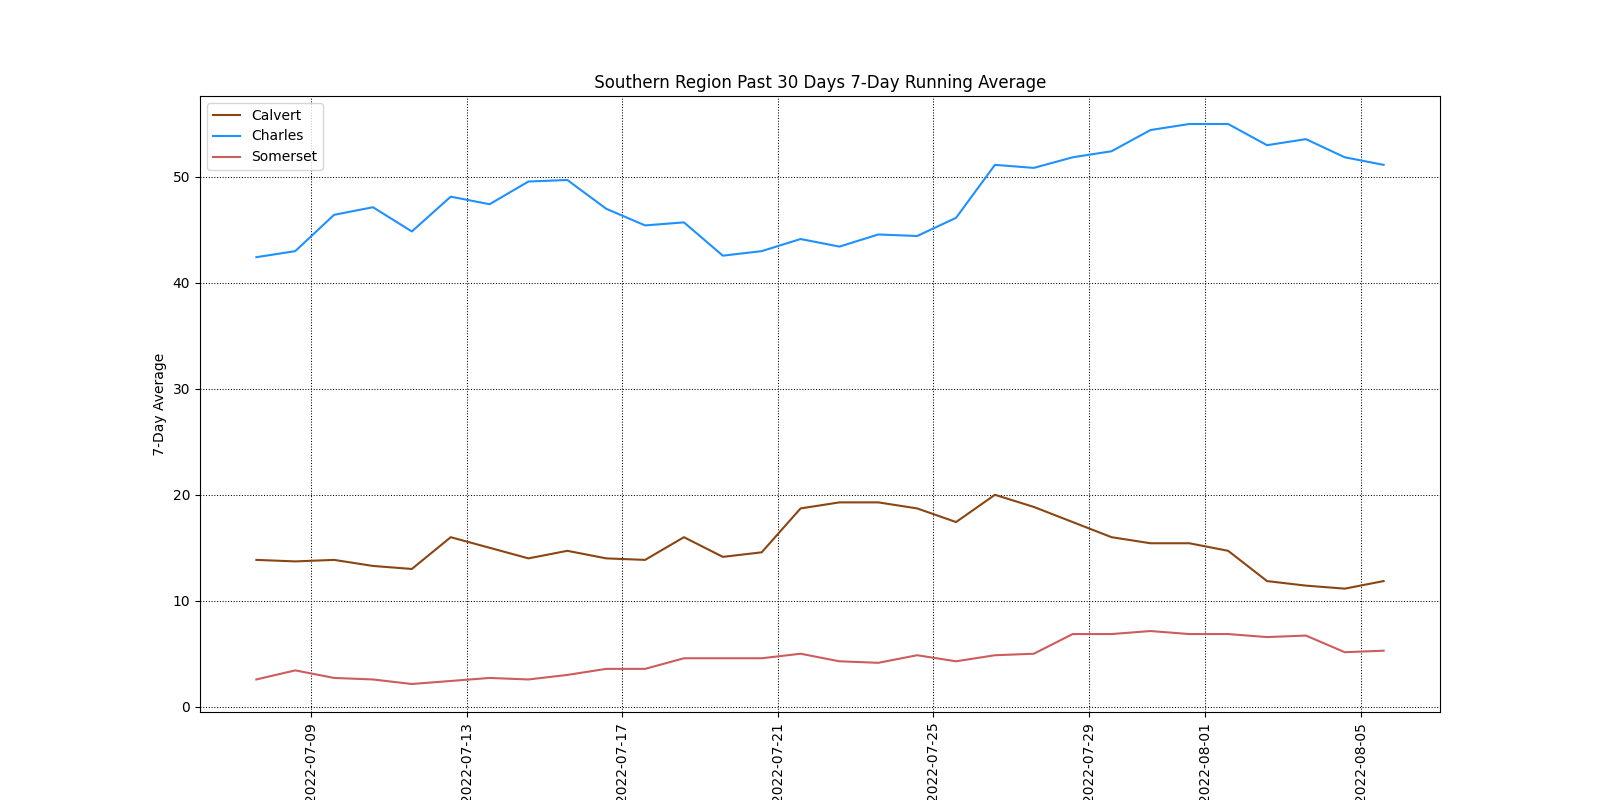 Southern Region Past 30 Days 7-Day Running Average
Calvert
Charles
Somerset
7-Day Average
50
40
30
20
10
0
2022-07-09
2022-07-13
2022-07-17
2022-07-21
2022-07-25
2022-07-29
2022-08-01
2022-08-05